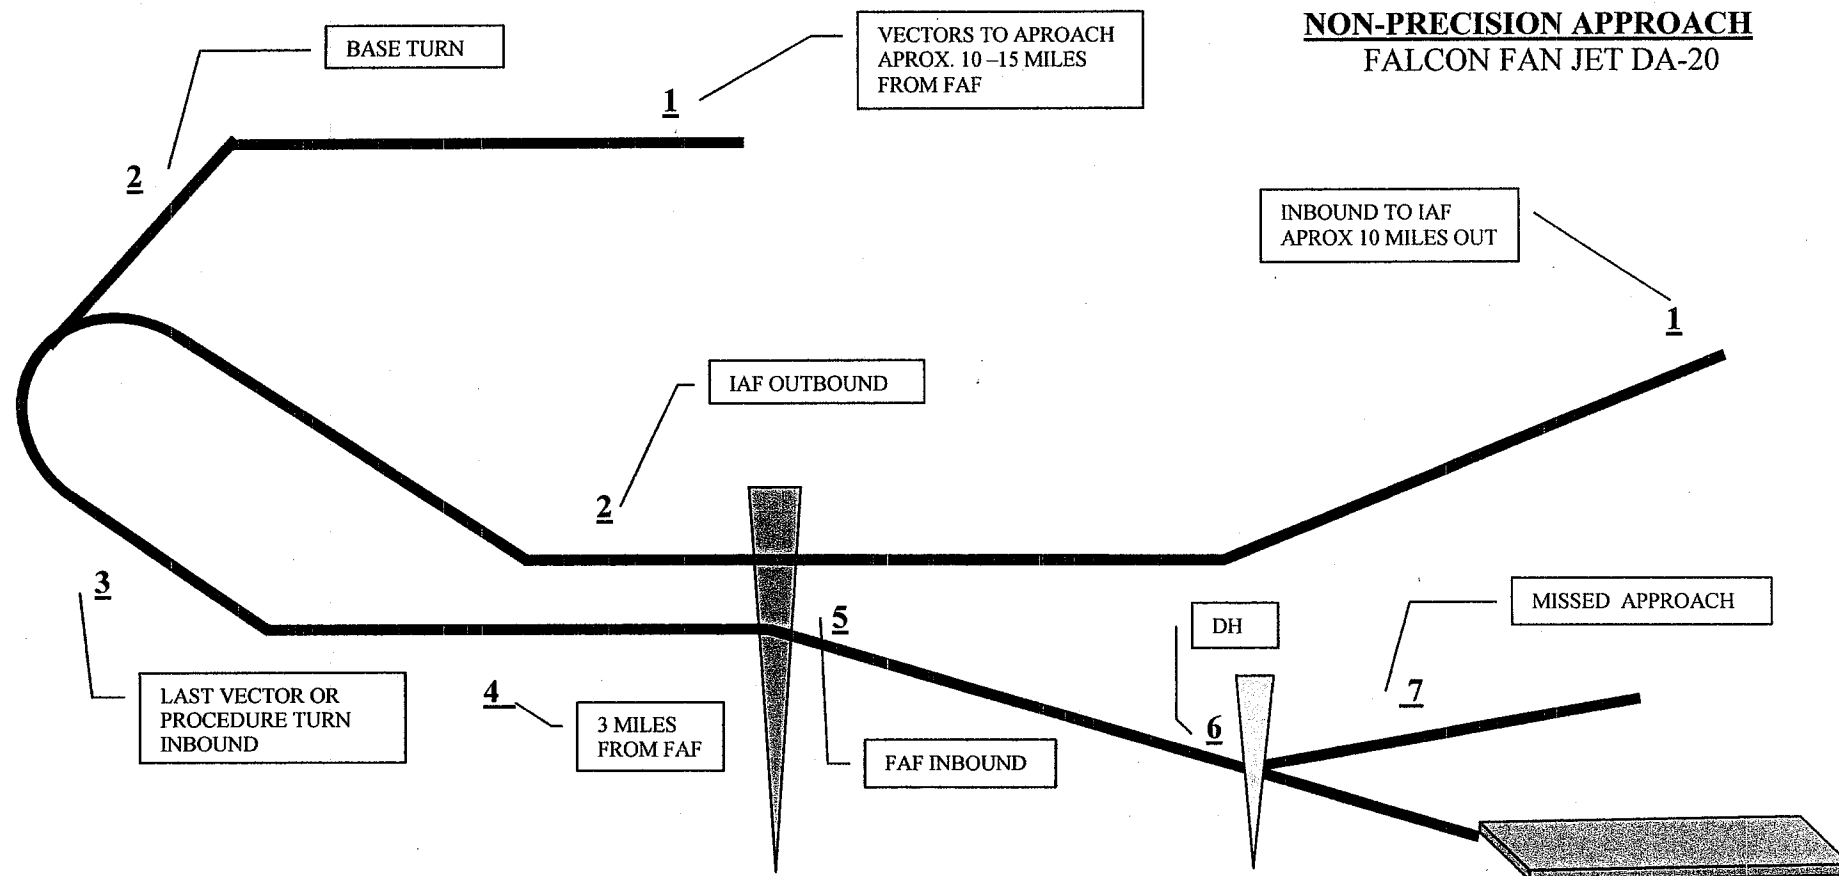 NON-PRECISION APPROACH
FALCON FAN JET DA-20
BASE TURN
VECTORS TO APROACH
APROX. 10 –15 MILES
FROM FAF
1
2
INBOUND TO IAF
APROX 10 MILES OUT
1
IAF OUTBOUND
2
3
5
DH
MISSED APPROACH
LAST VECTOR OR
PROCEDURE TURN
INBOUND
4
3 MILES
FROM FAF
FAF INBOUND
6
7